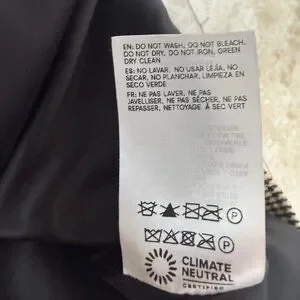 EN: DO NOT WASH, DO NOT BLEACH,
DO NOT DRY, DO NOT IRON, GREEN
DRY CLEAN
ES: NO LAVAR. NO USAR LEJÍA, NO
SECAR, NO PLANCHAR, LIMPIEZA EN
SECO VERDE
FR: NE PAS LAVER, NE PAS
JAVELLISER, NE PAS SÉCHER, NE PAS
REPASSER, NETTOYAGE À SEC VERT
P
P
CLIMATE
NEUTRAL
CERTIFIED